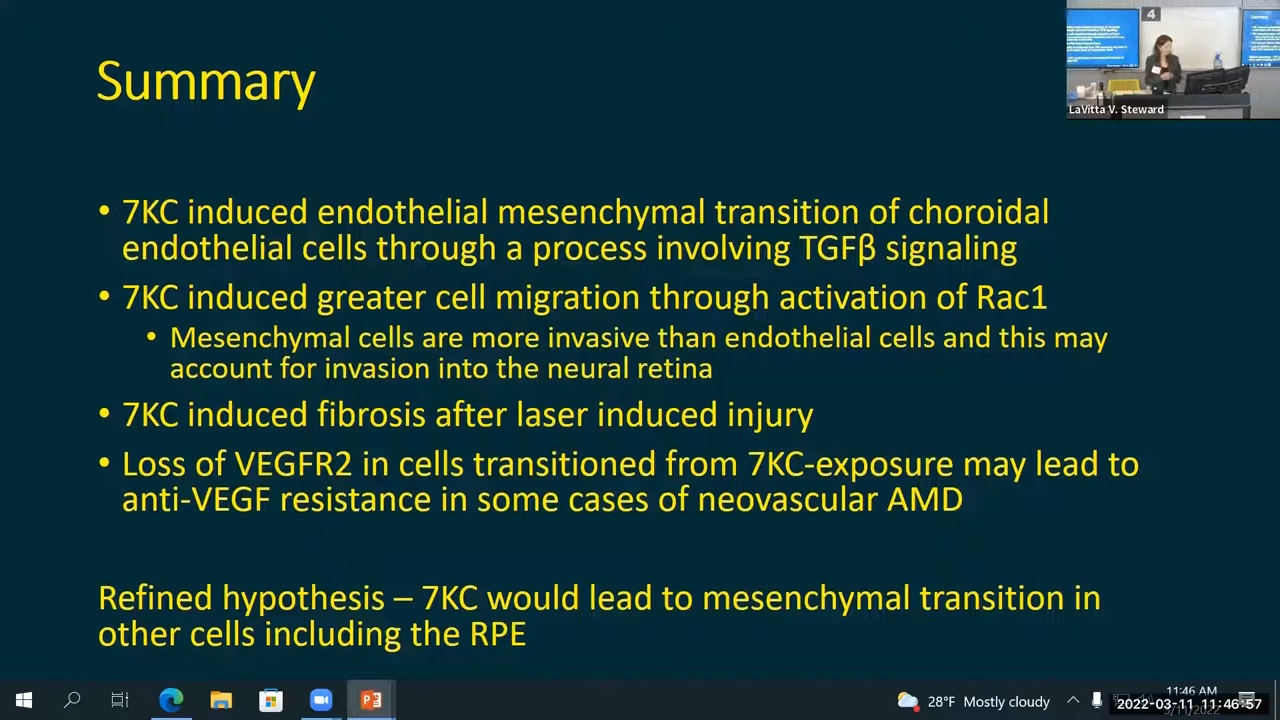 4
Summary
LaVitta V. Steward
Summary
• 7KC induced endothelial mesenchymal transition of choroidal
endothelial cells through a process involving TGFβ signaling
• 7KC induced greater cell migration through activation of Rac1
• Mesenchymal cells are more invasive than endothelial cells and this may
account for invasion into the neural retina
• 7KC induced fibrosis after laser induced injury
• Loss of VEGFR2 in cells transitioned from 7KC-exposure may lead to
anti-VEGF resistance in some cases of neovascular AMD
Refined hypothesis – 7KC would lead to mesenchymal transition in
other cells including the RPE
28°F Mostly cloudy
11:46 AM
2022-03-11 11:46:57